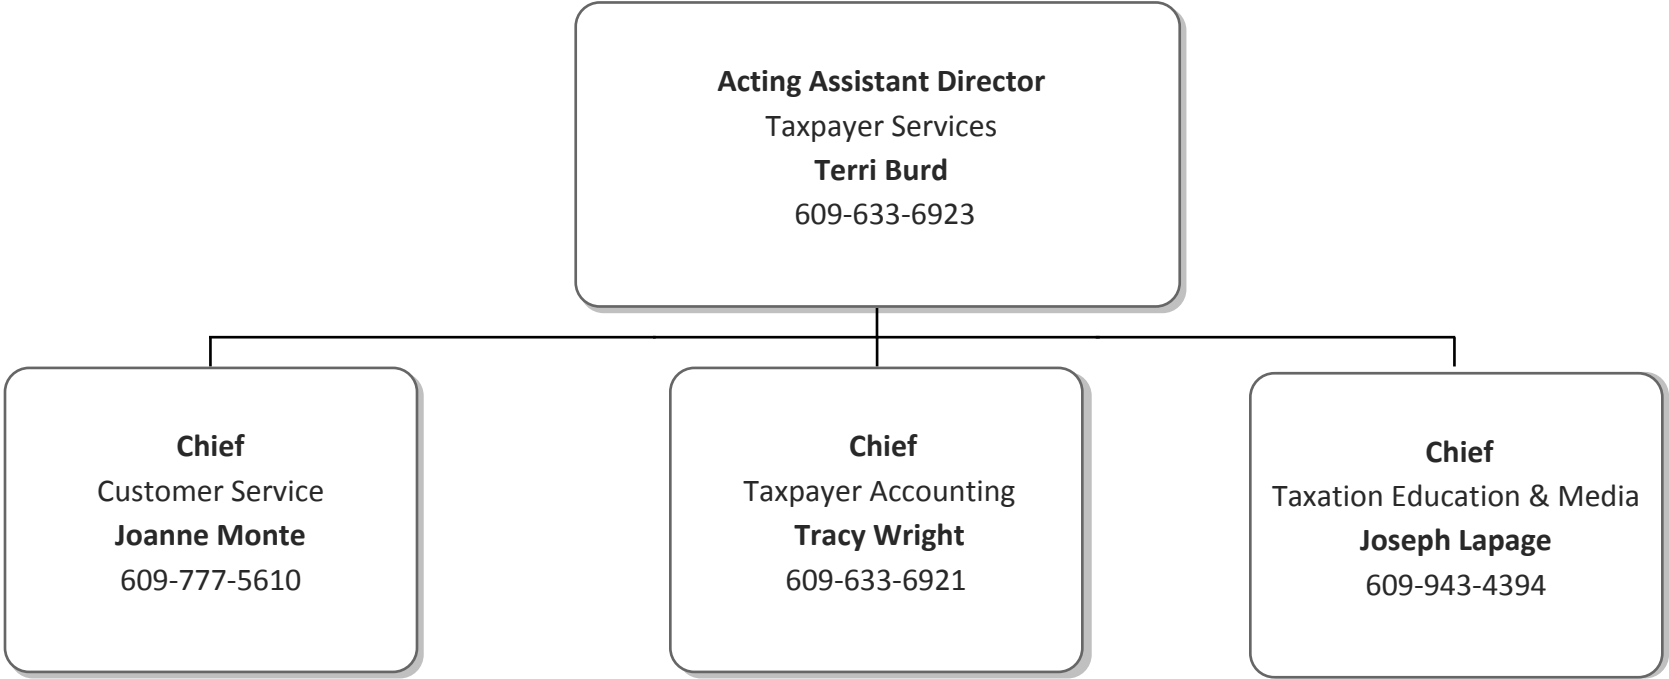 Acting Assistant Director
Taxpayer Services
Terri Burd
609-633-6923
Chief
Customer Service
Joanne Monte
609-777-5610
Chief
Taxpayer Accounting
Tracy Wright
609-633-6921
Chief
Taxation Education & Media
Joseph Lapage
609-943-4394